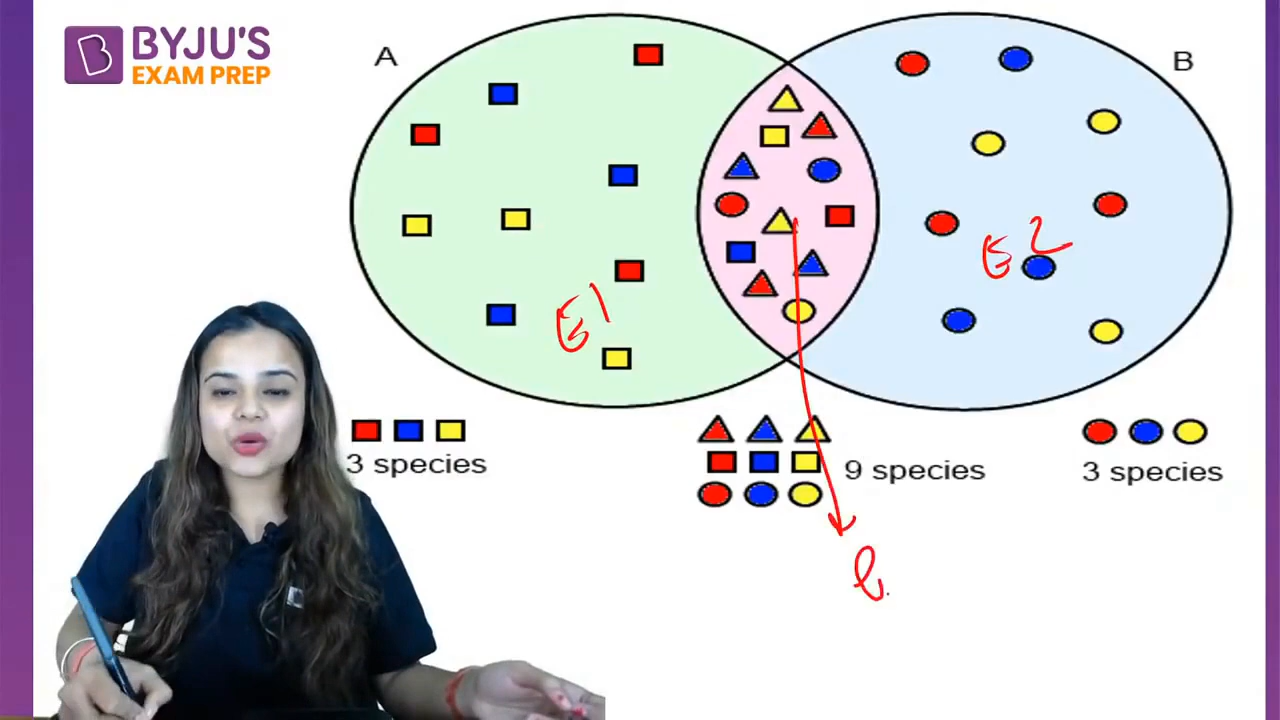 BYJU'S
EXAM PREP
A
B
E1
E2
3 species
9 species
3 species